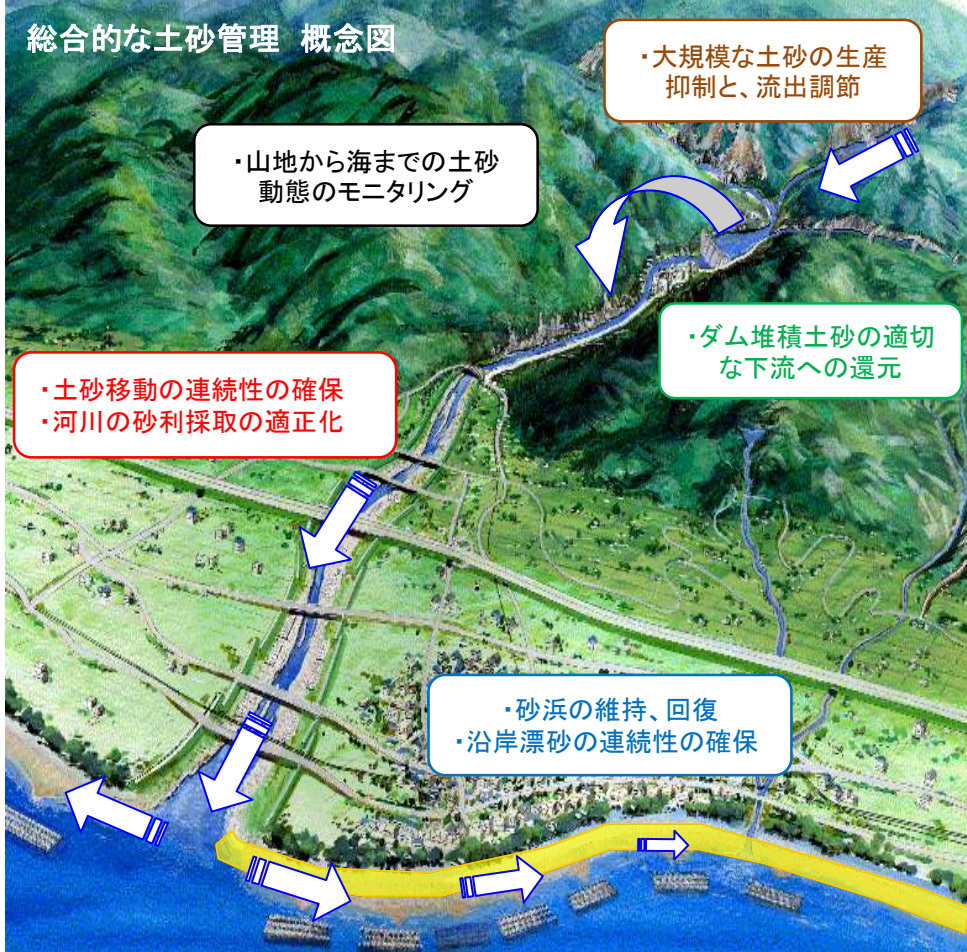 総合的な土砂管理 概念図
・大規模な土砂の生産
抑制と、流出調節
・山地から海までの土砂
動態のモニタリング
・ダム堆積土砂の適切
な下流への還元
・土砂移動の連続性の確保
・河川の砂利採取の適正化
・砂浜の維持、回復
・沿岸漂砂の連続性の確保